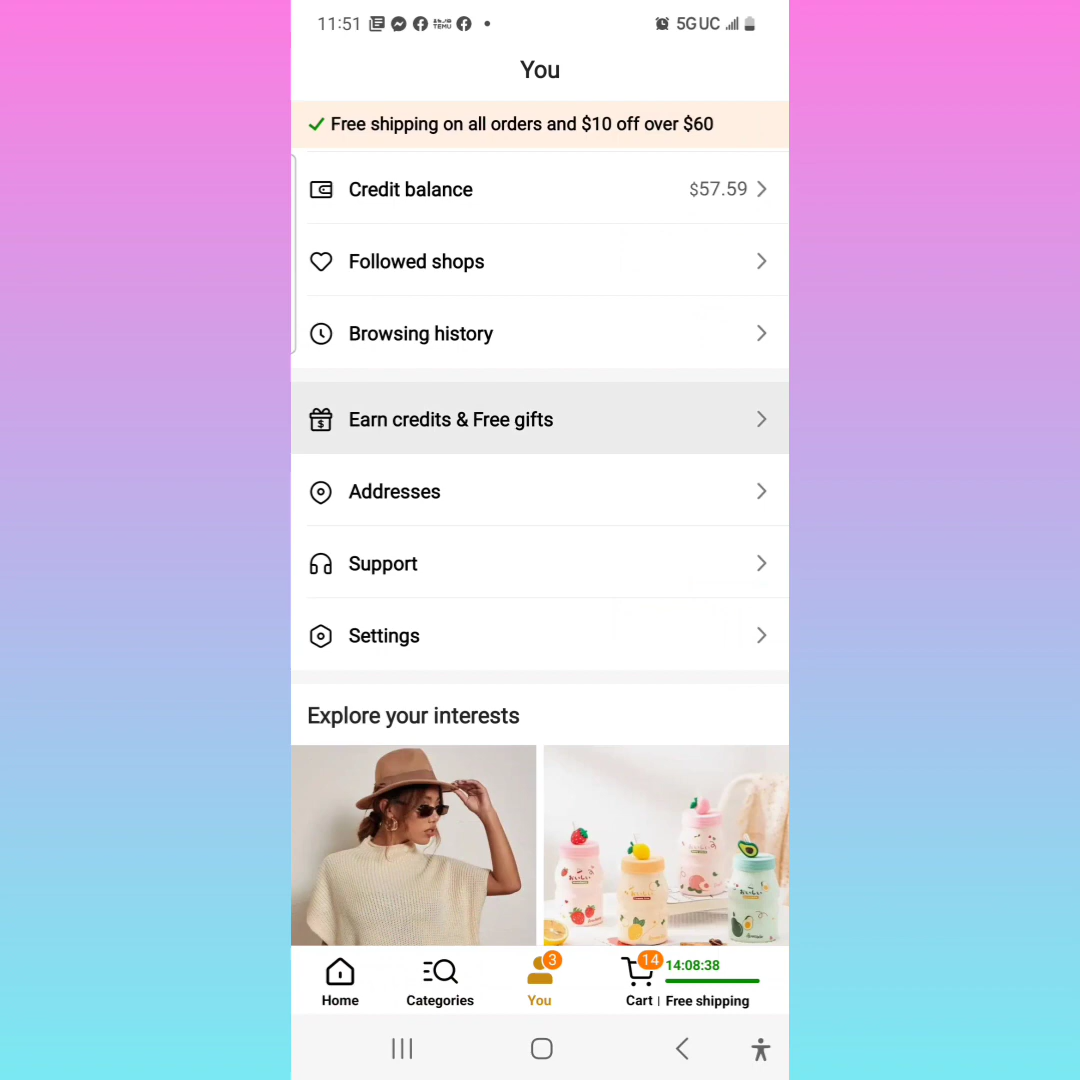 11:51 TEMU 5G UC
You
Free shipping on all orders and $10 off over $60
Credit balance $57.59
Followed shops
Browsing history
Earn credits & Free gifts
Addresses
Support
Settings
Explore your interests
3 14 14:08:38
Home Categories You Cart | Free shipping